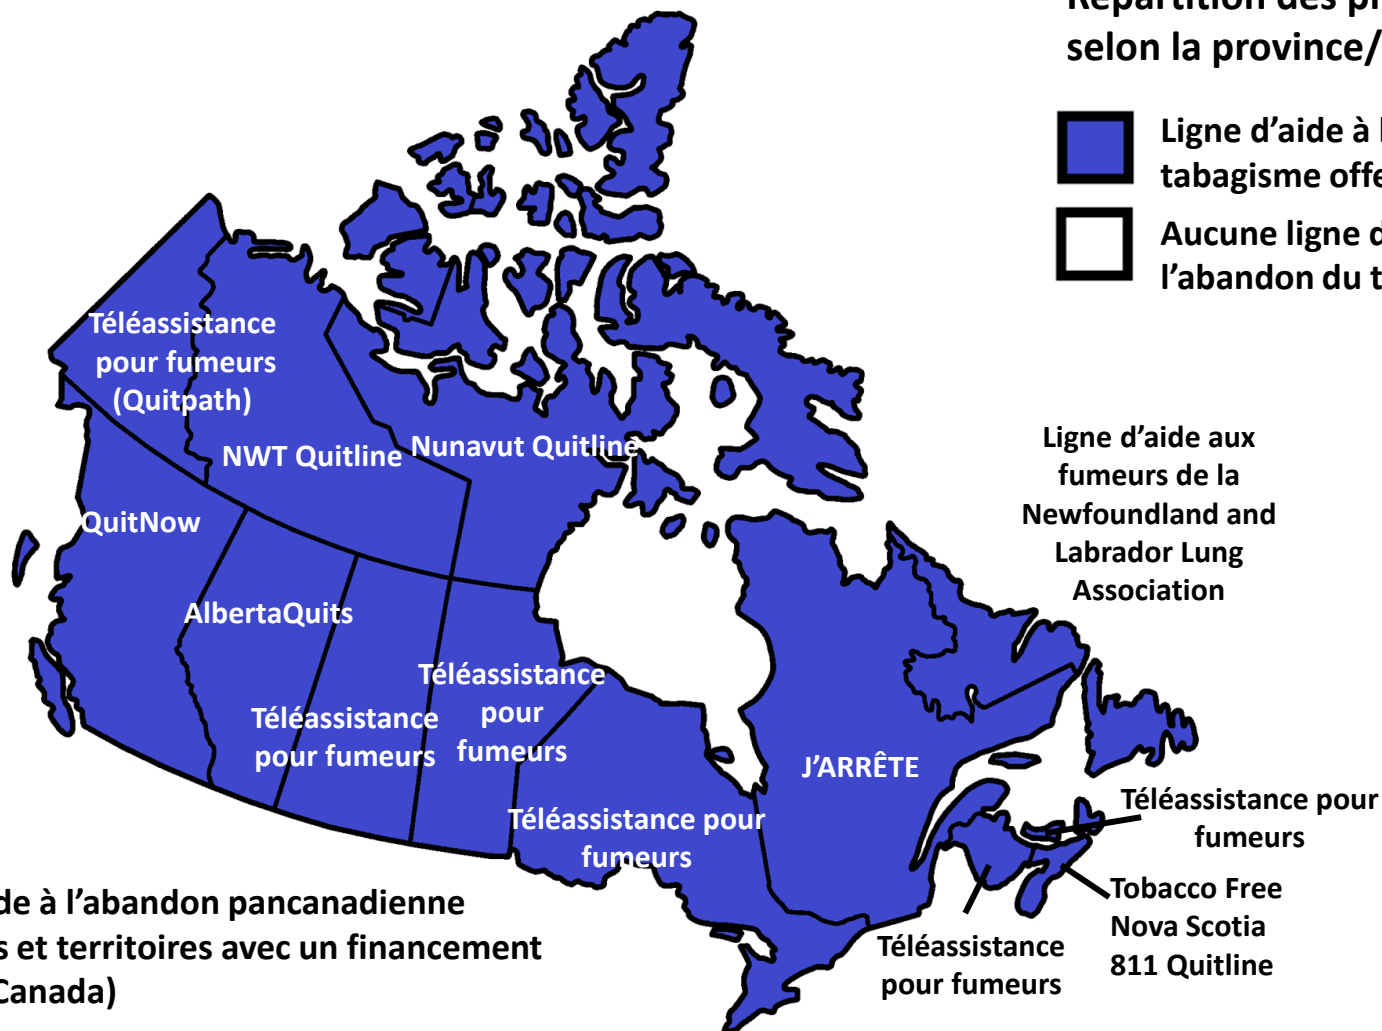 Répartition des
selon la province/
Ligne d’aide à
tabagisme
Aucune ligne
l’abandon du
Téléassistance
pour fumeurs
(Quitpath)
NWT Quitline
Nunavut Quitline
Ligne d’aide aux
fumeurs de la
Newfoundland and
Labrador Lung
Association
QuitNow
AlbertaQuits
Téléassistance
pour
fumeurs
Téléassistance
pour fumeurs
J’ARRÊTE
Téléassistance pour
fumeurs
Téléassistance pour
fumeurs
Tobacco Free
Nova Scotia
811 Quitline
Téléassistance
pour fumeurs
à l’abandon pancanadienne
et territoires avec un financement
Canada)